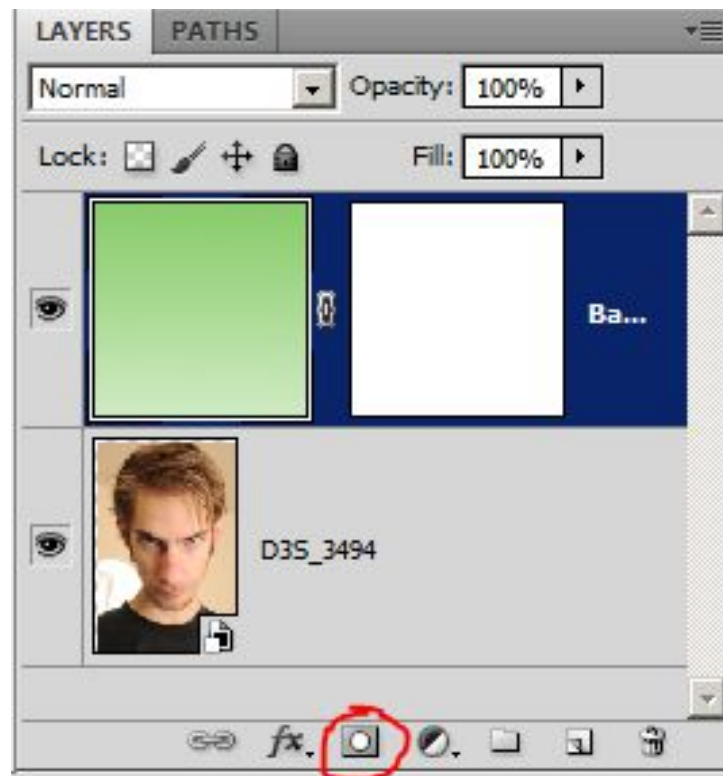 LAYERS PATHS
Normal Opacity: 100%
Lock: Fill: 100%
Ba...
D3S_3494
fx.